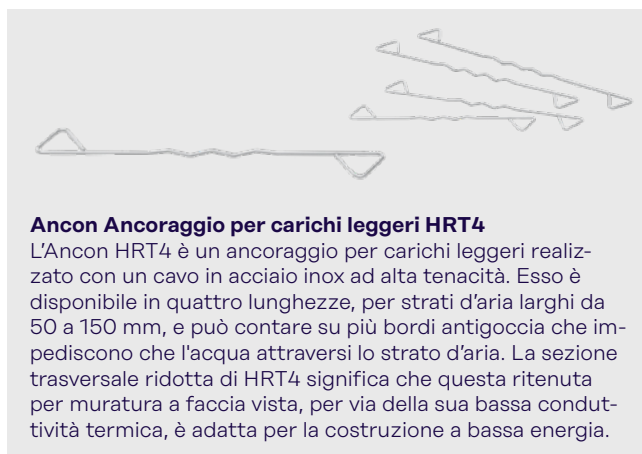 Ancon Ancoraggio per carichi leggeri HRT4
L’Ancon HRT4 è un ancoraggio per carichi leggeri realiz-
zato con un cavo in acciaio inox ad alta tenacità. Esso è
disponibile in quattro lunghezze, per strati d’aria larghi da
50 a 150 mm, e può contare su più bordi antigoccia che im-
pediscono che l'acqua attraversi lo strato d’aria. La sezione
trasversale ridotta di HRT4 significa che questa ritenuta
per muratura a faccia vista, per via della sua bassa condut-
tività termica, è adatta per la costruzione a bassa energia.